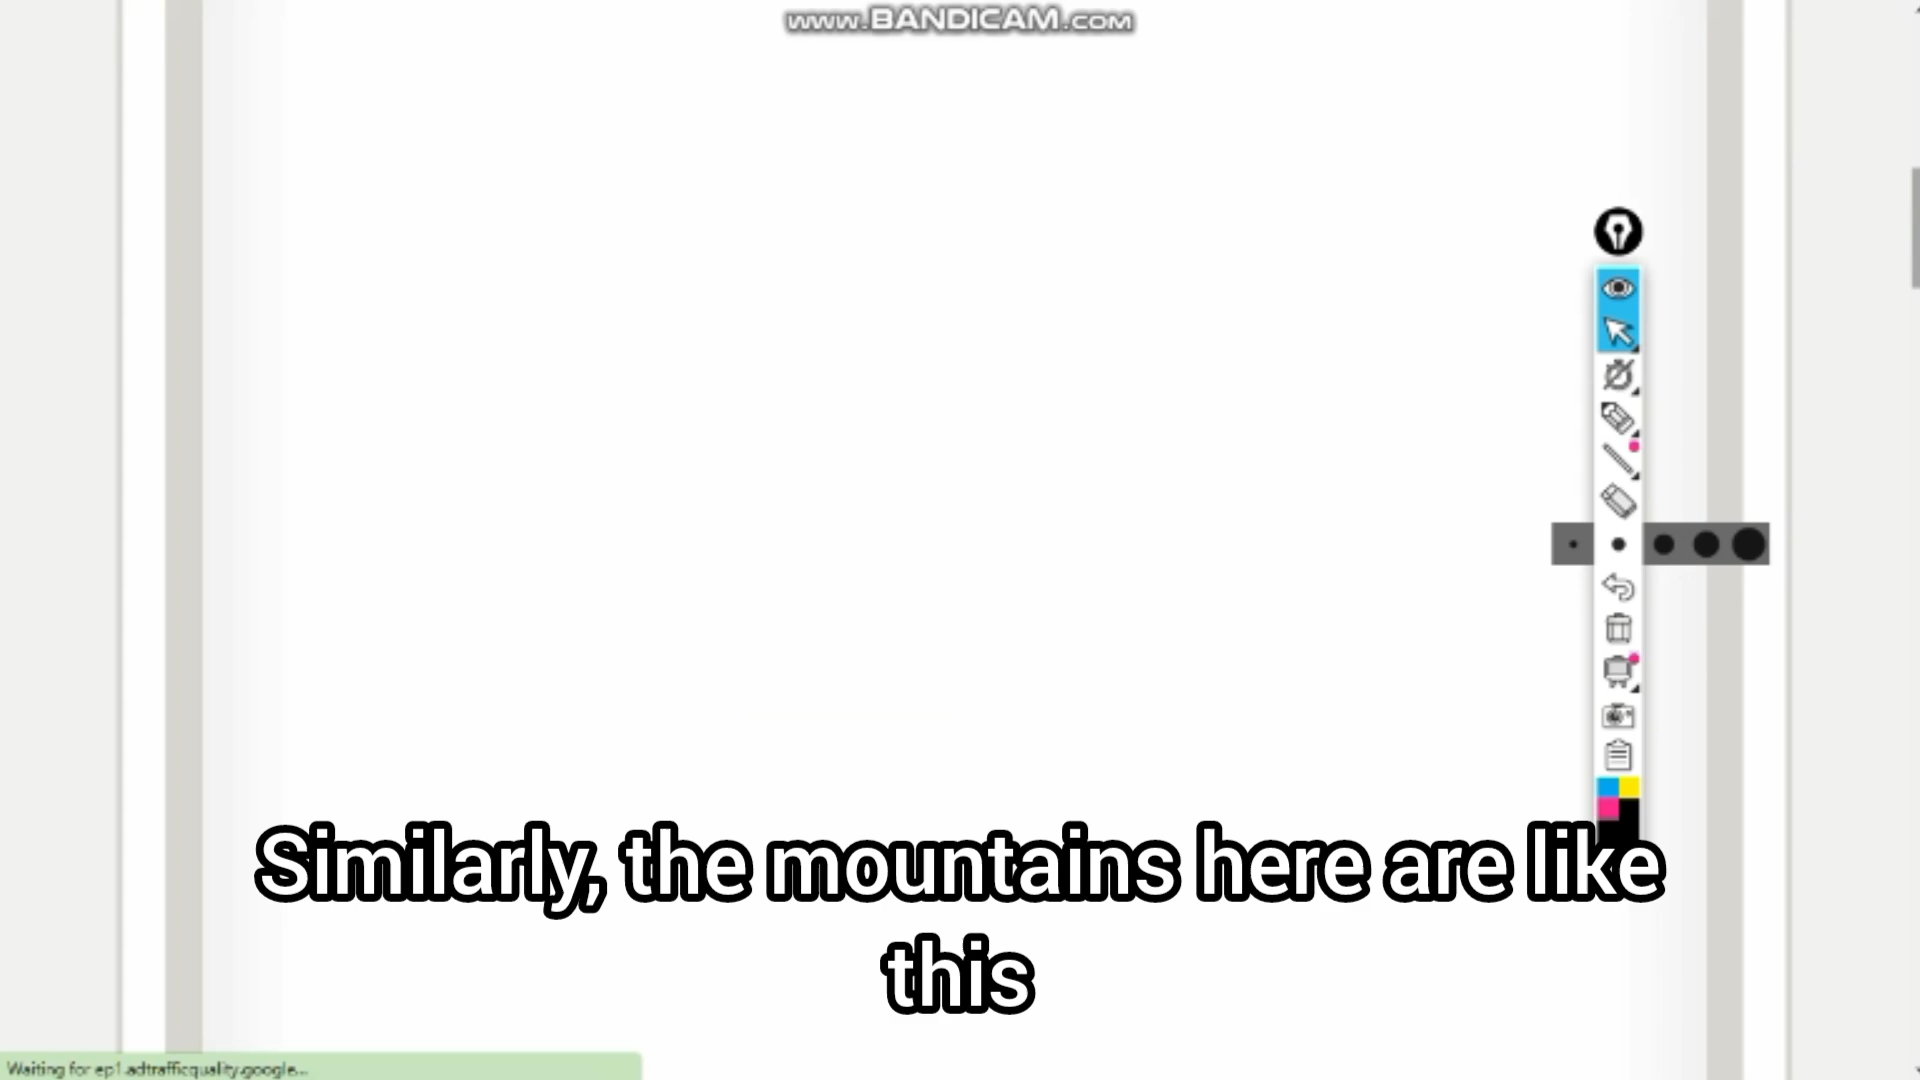 www.BANDICAM.com
Similarly, the mountains here are like
this
Waiting for ep1.adtrafficquality.google...